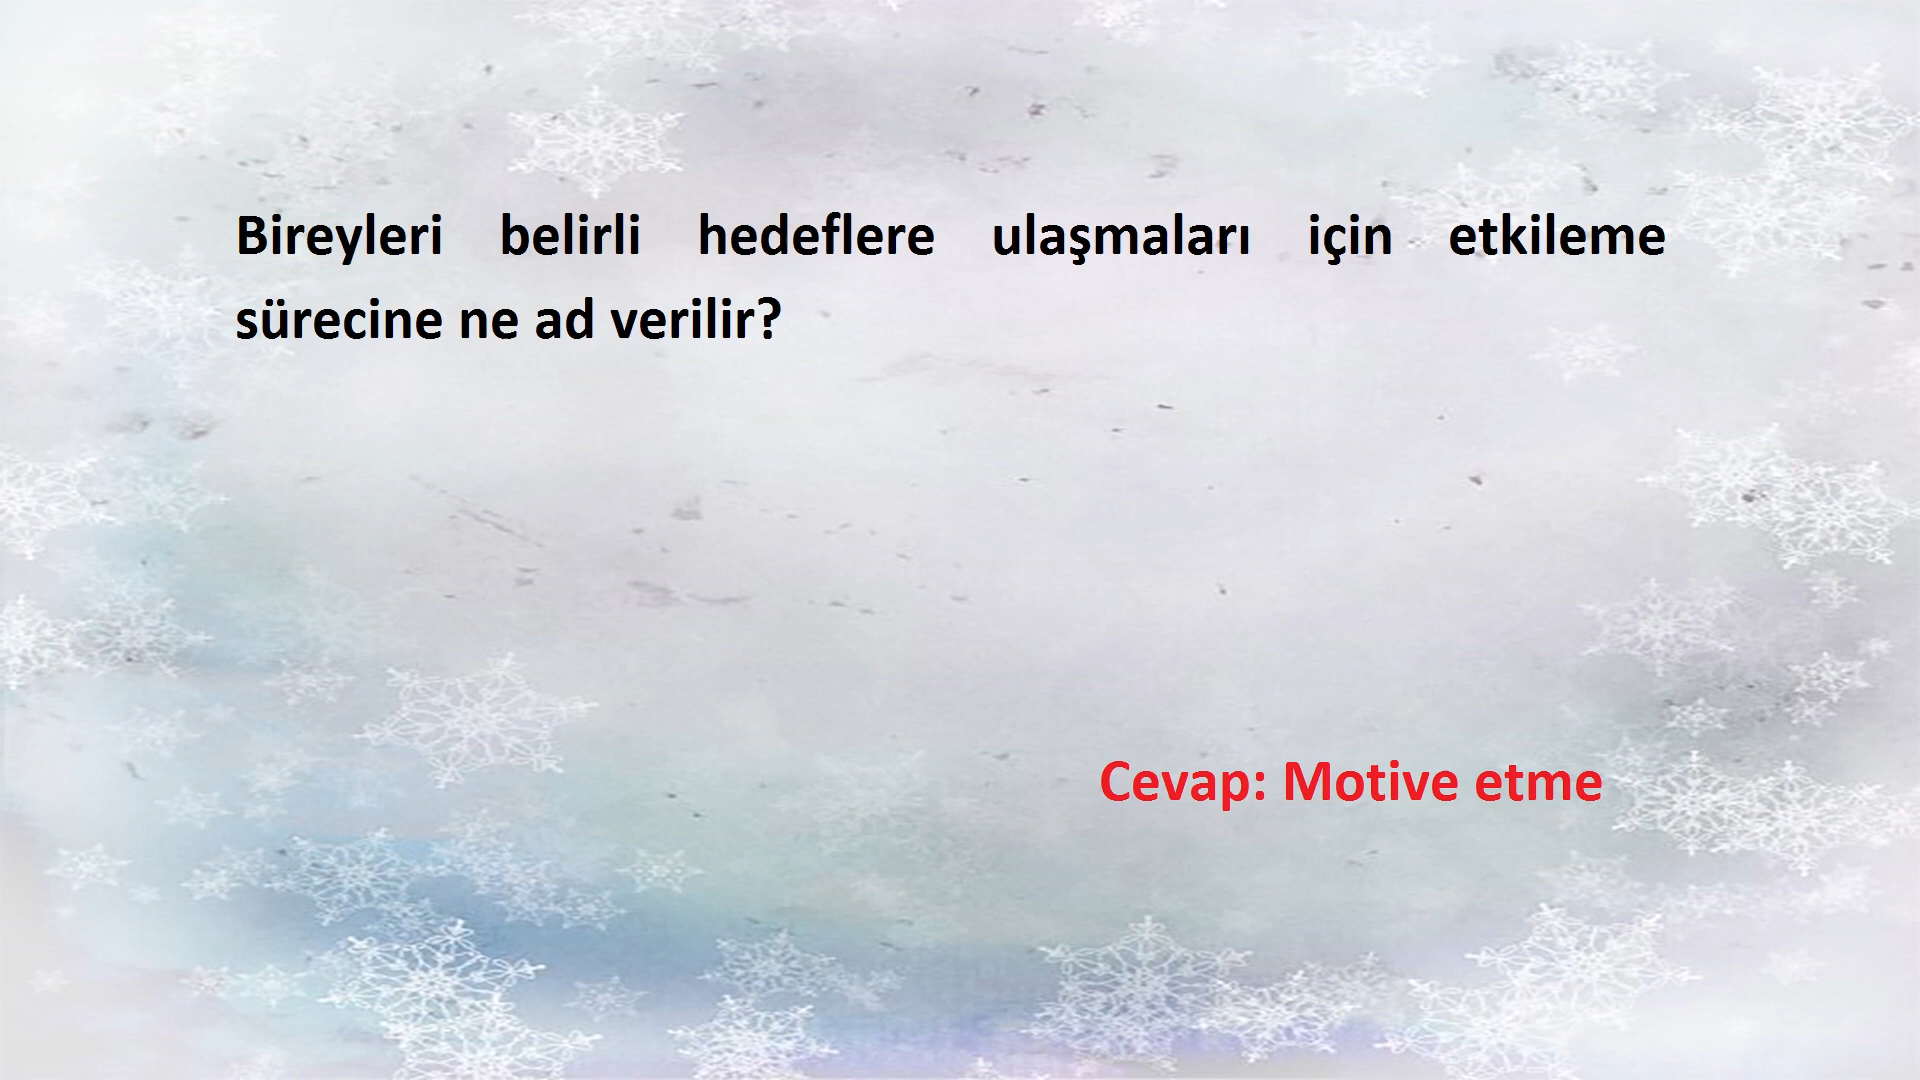 Bireyleri belirli hedeflere ulaşmaları için etkileme
sürecine ne ad verilir?
Cevap: Motive etme